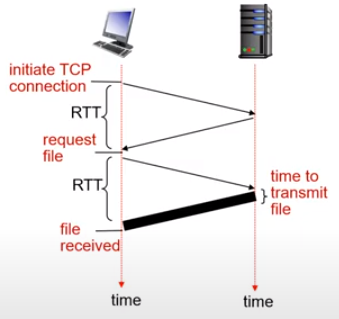 initiate TCP
connection
RTT
request
file
RTT
time to
transmit
file
file
received
time
time